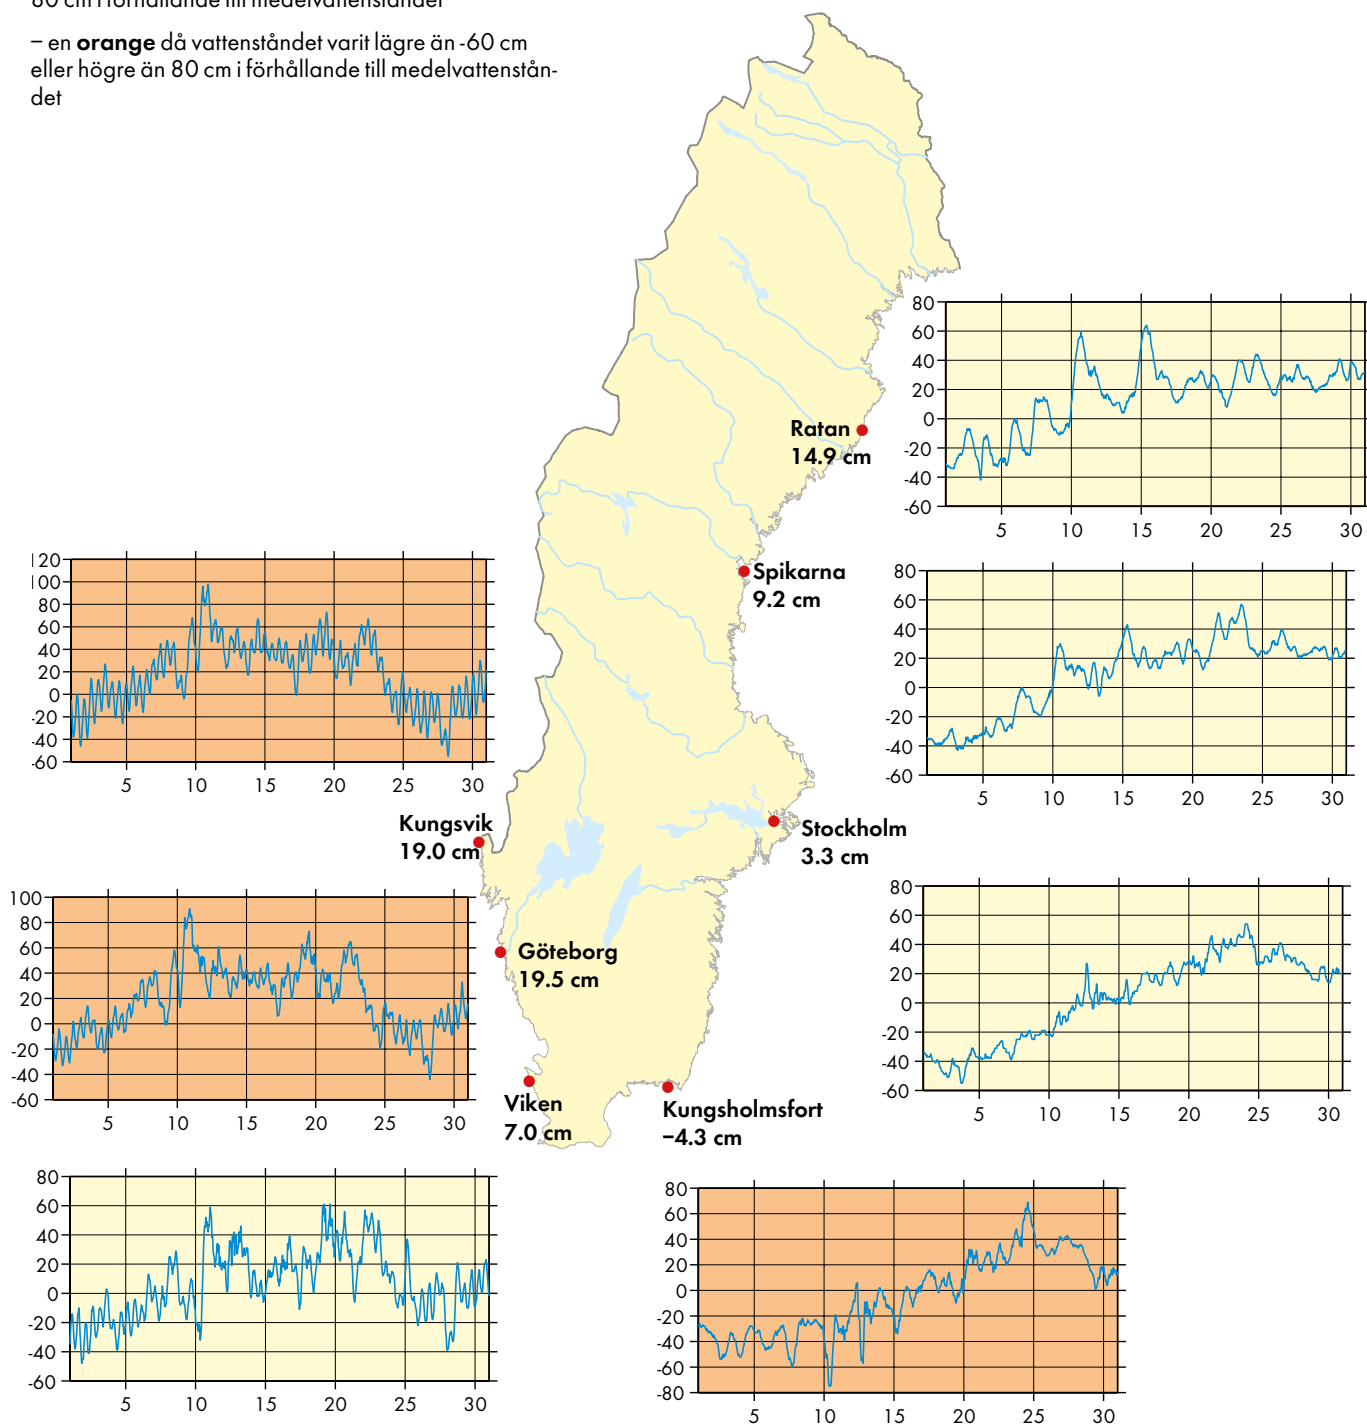 80 cm i förhållande till medelvattenståndet
– en orange då vattenståndet varit lägre än -60 cm
eller högre än 80 cm i förhållande till medelvattenstån-
det
80
60
40
20
0
-20
-40
-60
5 10 15 20 25 30
Ratan
14.9 cm
120
100
80
60
40
20
0
-20
-40
-60
5 10 15 20 25 30
Spikarna
9.2 cm
80
60
40
20
0
-20
-40
-60
5 10 15 20 25 30
Kungsvik
19.0 cm
Stockholm
3.3 cm
100
80
60
40
20
0
-20
-40
-60
5 10 15 20 25 30
Göteborg
19.5 cm
80
60
40
20
0
-20
-40
-60
5 10 15 20 25 30
Viken
7.0 cm
Kungsholmsfort
–4.3 cm
80
60
40
20
0
-20
-40
-60
5 10 15 20 25 30
80
60
40
20
0
-20
-40
-60
-80
5 10 15 20 25 30